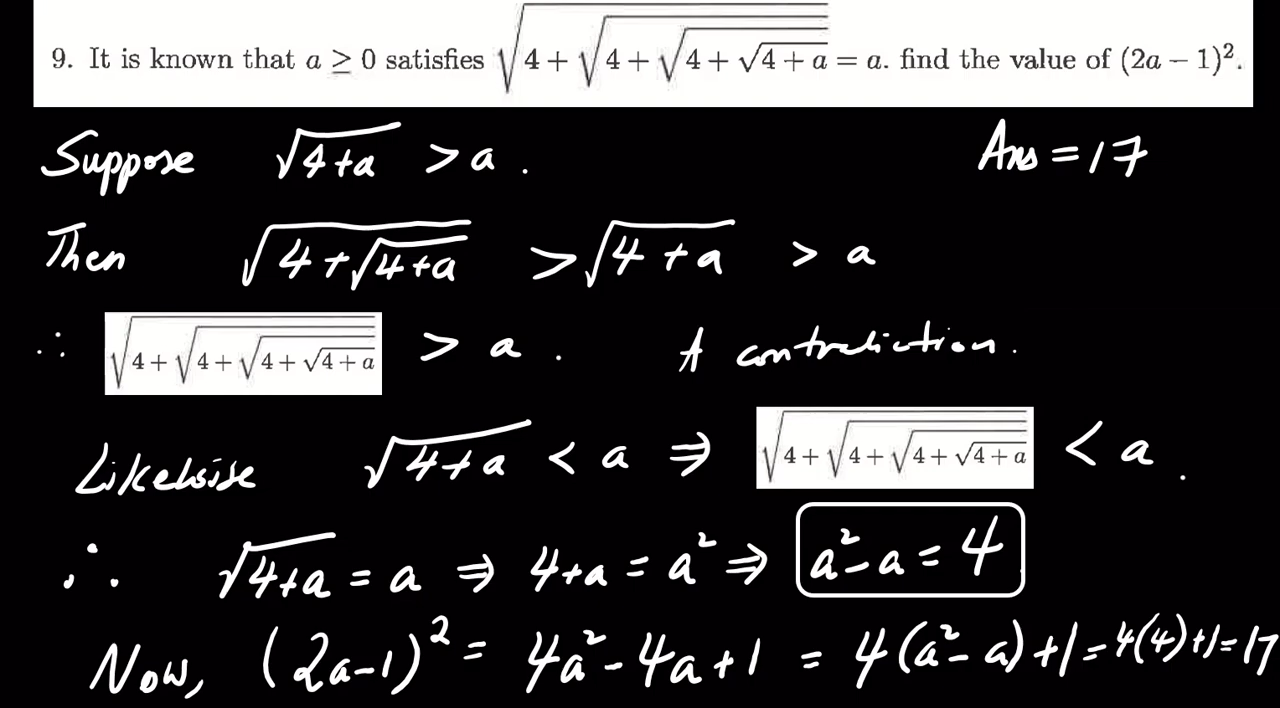 9. It is known that a ≥ 0 satisfies √(4 + √(4 + √(4 + √(4 + a)))) = a. find the value of (2a − 1)².
Suppose √(4+a) > a . Ans = 17
Then √(4+√(4+a)) > √(4+a) > a
∴ √(4 + √(4 + √(4 + √(4 + a)))) > a . A contradiction.
Likewise √(4+a) < a ⇒ √(4 + √(4 + √(4 + √(4 + a)))) < a .
∴ √(4+a) = a ⇒ 4+a = a² ⇒ a²-a = 4
Now, (2a-1)² = 4a²-4a+1 = 4(a²-a)+1=4(4)+1=17